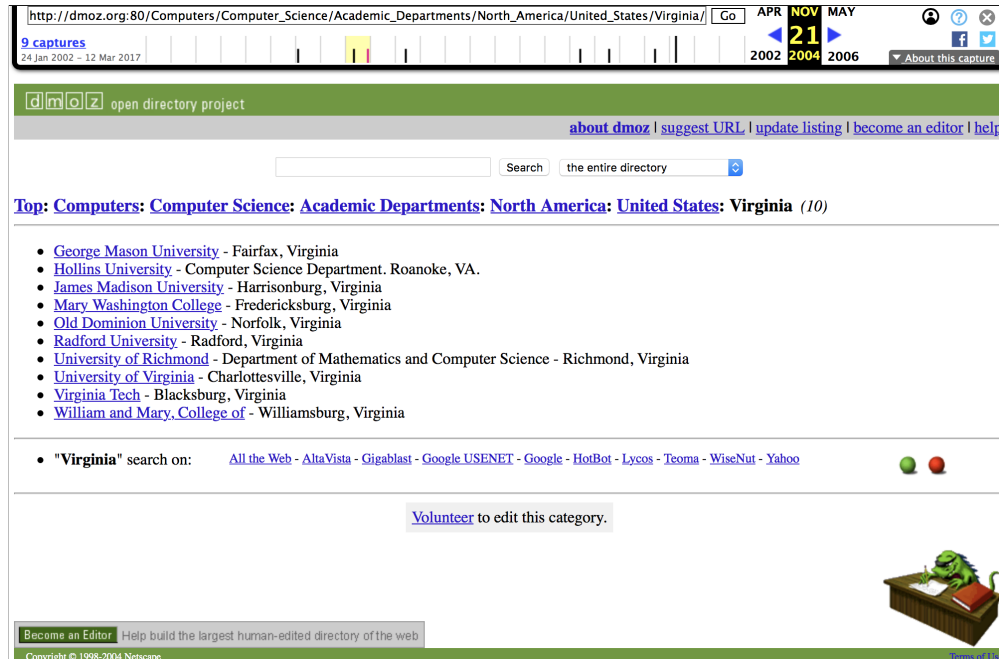 http://dmoz.org:80/Computers/Computer_Science/Academic_Departments/North_America/United_States/Virginia/ Go APR NOV MAY
9 captures 21
24 Jan 2002 – 12 Mar 2017 2002 2004 2006 ▼ About this capture
dmoz open directory project
about dmoz | suggest URL | update listing | become an editor | help
Search the entire directory
Top: Computers: Computer Science: Academic Departments: North America: United States: Virginia (10)
• George Mason University - Fairfax, Virginia
• Hollins University - Computer Science Department. Roanoke, VA.
• James Madison University - Harrisonburg, Virginia
• Mary Washington College - Fredericksburg, Virginia
• Old Dominion University - Norfolk, Virginia
• Radford University - Radford, Virginia
• University of Richmond - Department of Mathematics and Computer Science - Richmond, Virginia
• University of Virginia - Charlottesville, Virginia
• Virginia Tech - Blacksburg, Virginia
• William and Mary, College of - Williamsburg, Virginia
• "Virginia" search on: All the Web - AltaVista - Gigablast - Google USENET - Google - HotBot - Lycos - Teoma - WiseNut - Yahoo
Volunteer to edit this category.
Become an Editor Help build the largest human-edited directory of the web
Copyright © 1998-2004 Netscape Terms of Us